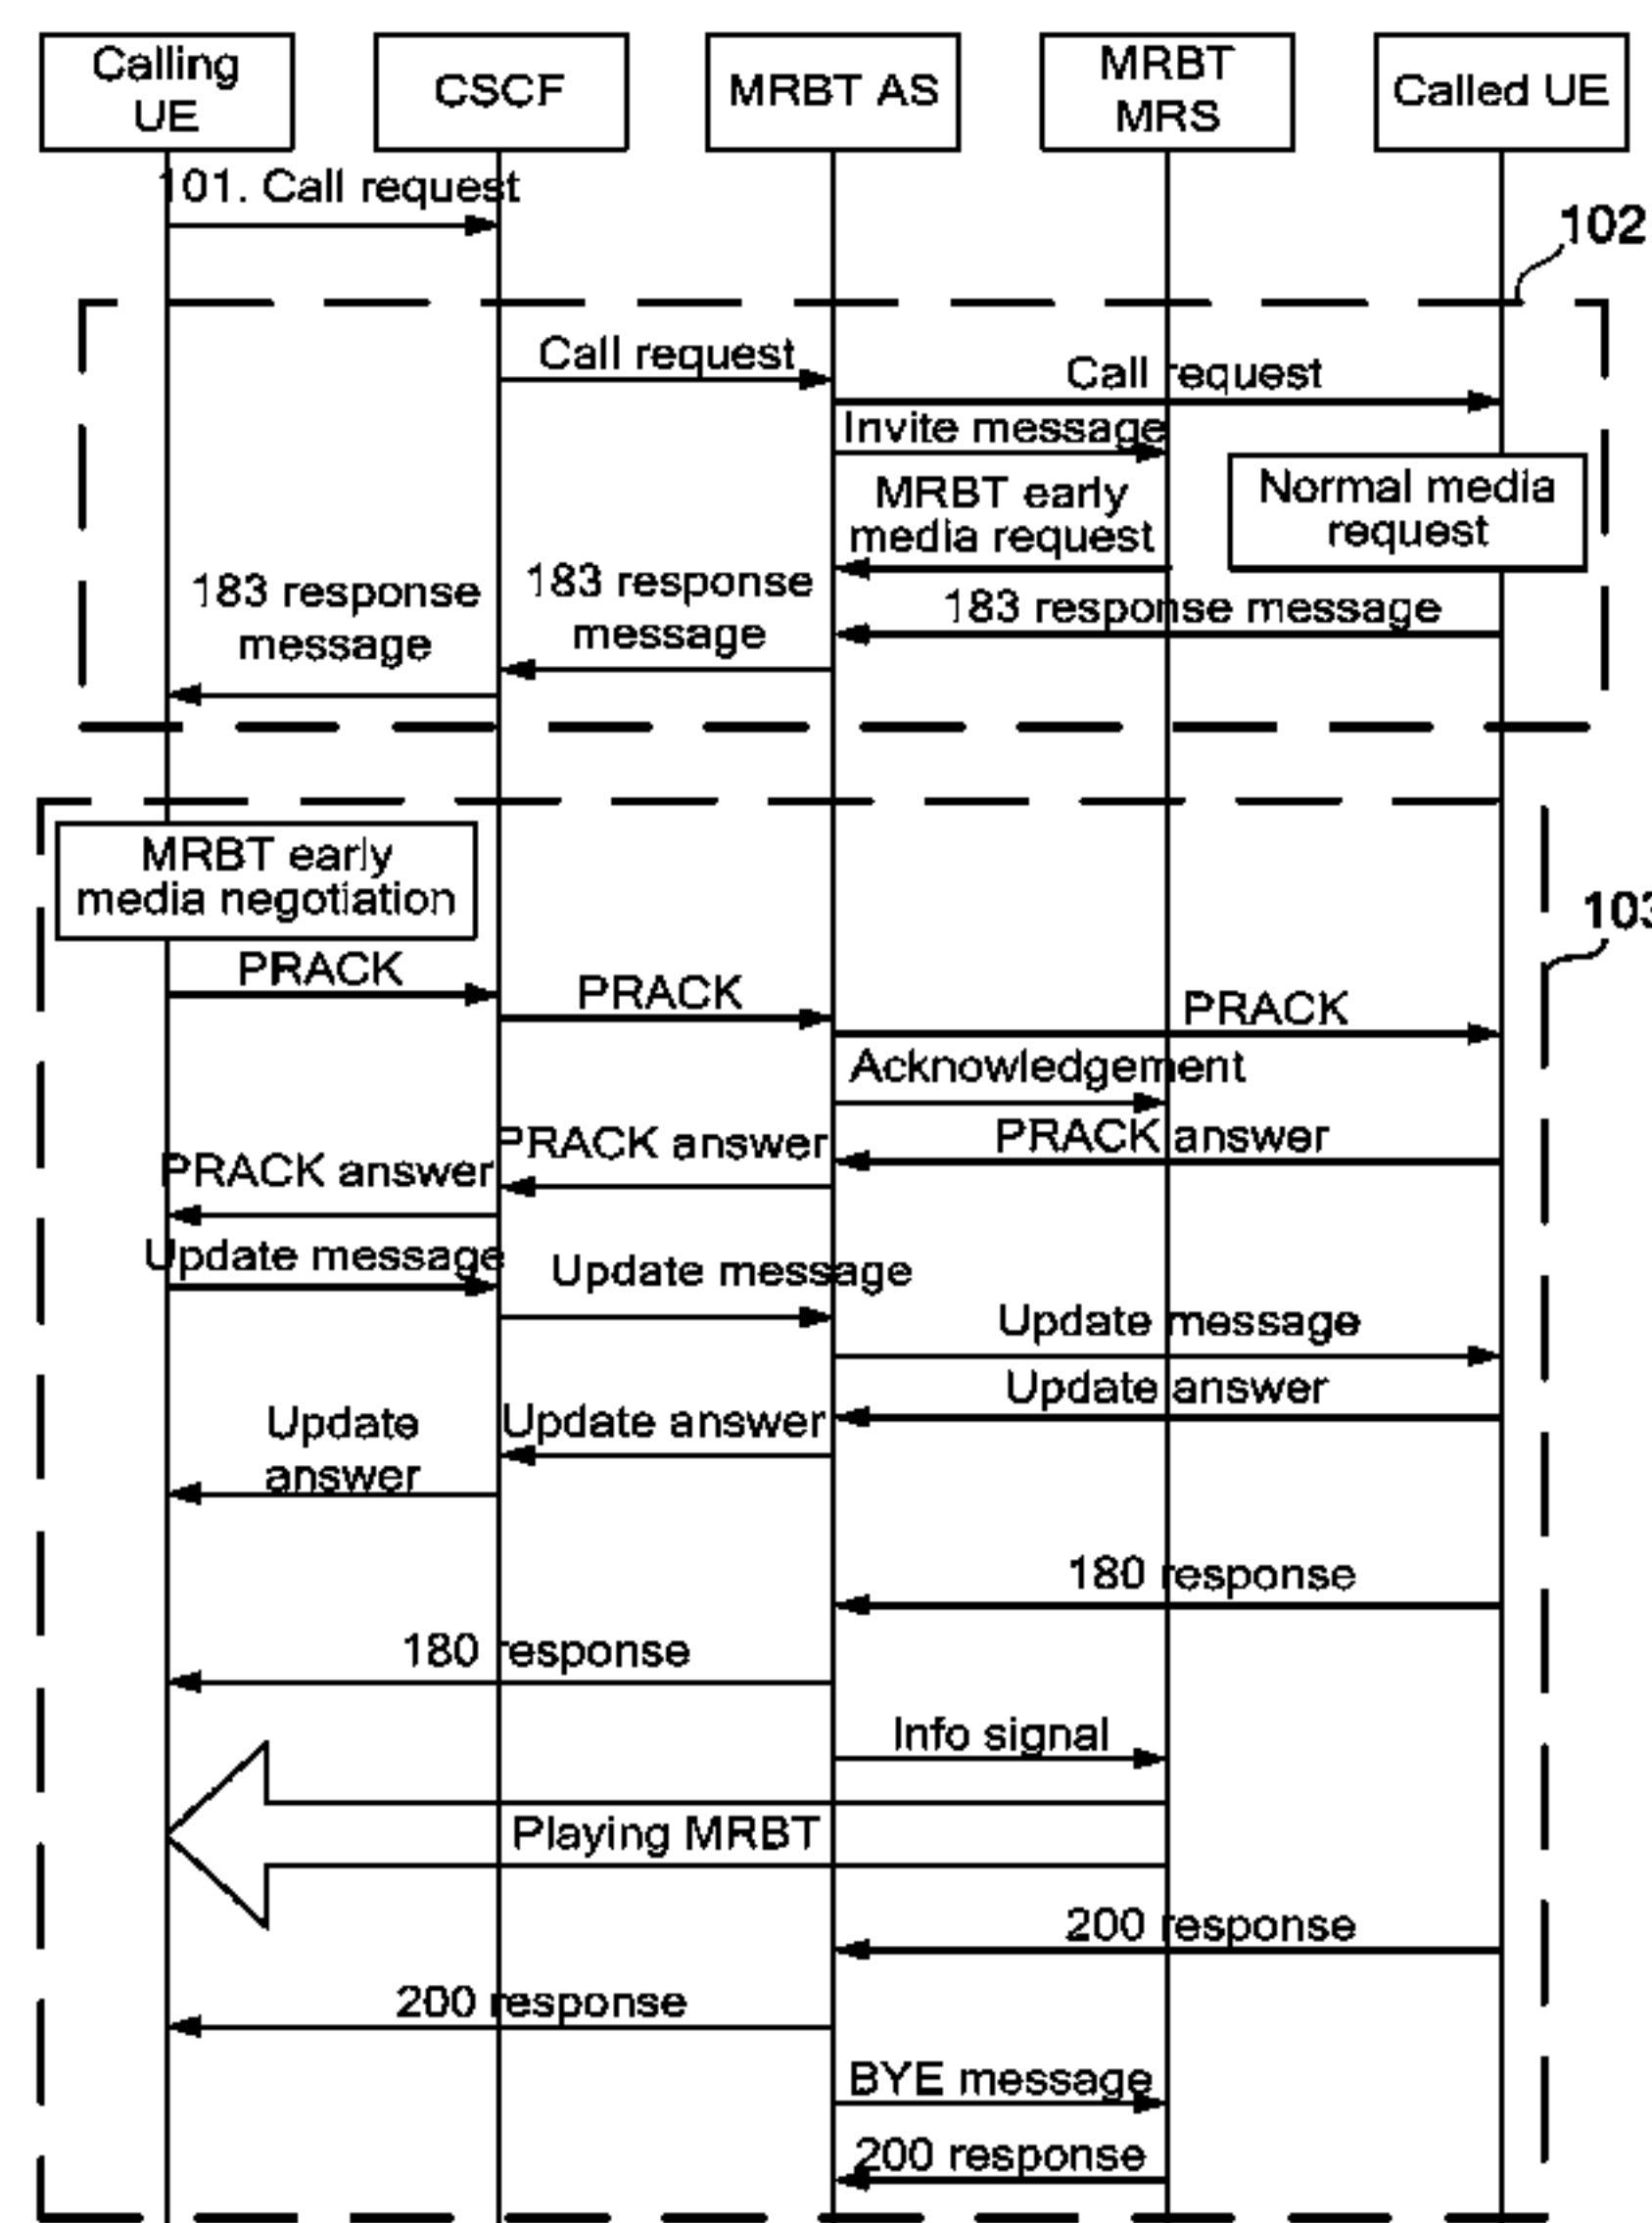 Calling
UE
CSCF
MRBT AS
MRBT
MRS
Called UE
101. Call request
102
Call request
Call request
Invite message
MRBT early
media request
Normal media
request
183 response
message
183 response
message
183 response message
MRBT early
media negotiation
103
PRACK
PRACK
PRACK
Acknowledgement
PRACK answer
PRACK answer
PRACK answer
Update message
Update message
Update message
Update answer
Update answer
Update
answer
180 response
180 response
Info signal
Playing MRBT
200 response
200 response
BYE message
200 response